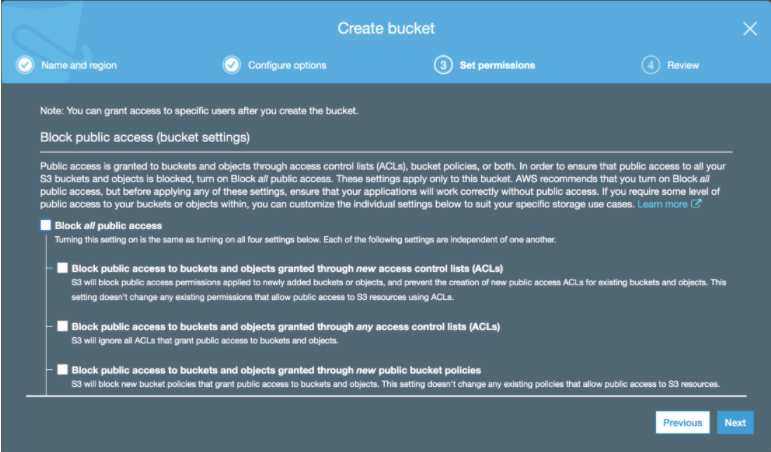 Create bucket
Name and region
Configure options
3 Set permissions
4 Review
Note: You can grant access to specific users after you create the bucket.
Block public access (bucket settings)
Public access is granted to buckets and objects through access control lists (ACLs), bucket policies, or both. In order to ensure that public access to all your
S3 buckets and objects is blocked, turn on Block all public access. These settings apply only to this bucket. AWS recommends that you turn on Block all
public access, but before applying any of these settings, ensure that your applications will work correctly without public access. If you require some level of
public access to your buckets or objects within, you can customize the individual settings below to suit your specific storage use cases. Learn more
Block all public access
Turning this setting on is the same as turning on all four settings below. Each of the following settings are independent of one another.
Block public access to buckets and objects granted through new access control lists (ACLs)
S3 will block public access permissions applied to newly added buckets or objects, and prevent the creation of new public access ACLs for existing buckets and objects. This
setting doesn't change any existing permissions that allow public access to S3 resources using ACLs.
Block public access to buckets and objects granted through any access control lists (ACLs)
S3 will ignore all ACLs that grant public access to buckets and objects.
Block public access to buckets and objects granted through new public bucket policies
S3 will block new bucket policies that grant public access to buckets and objects. This setting doesn't change any existing policies that allow public access to S3 resources.
Previous
Next